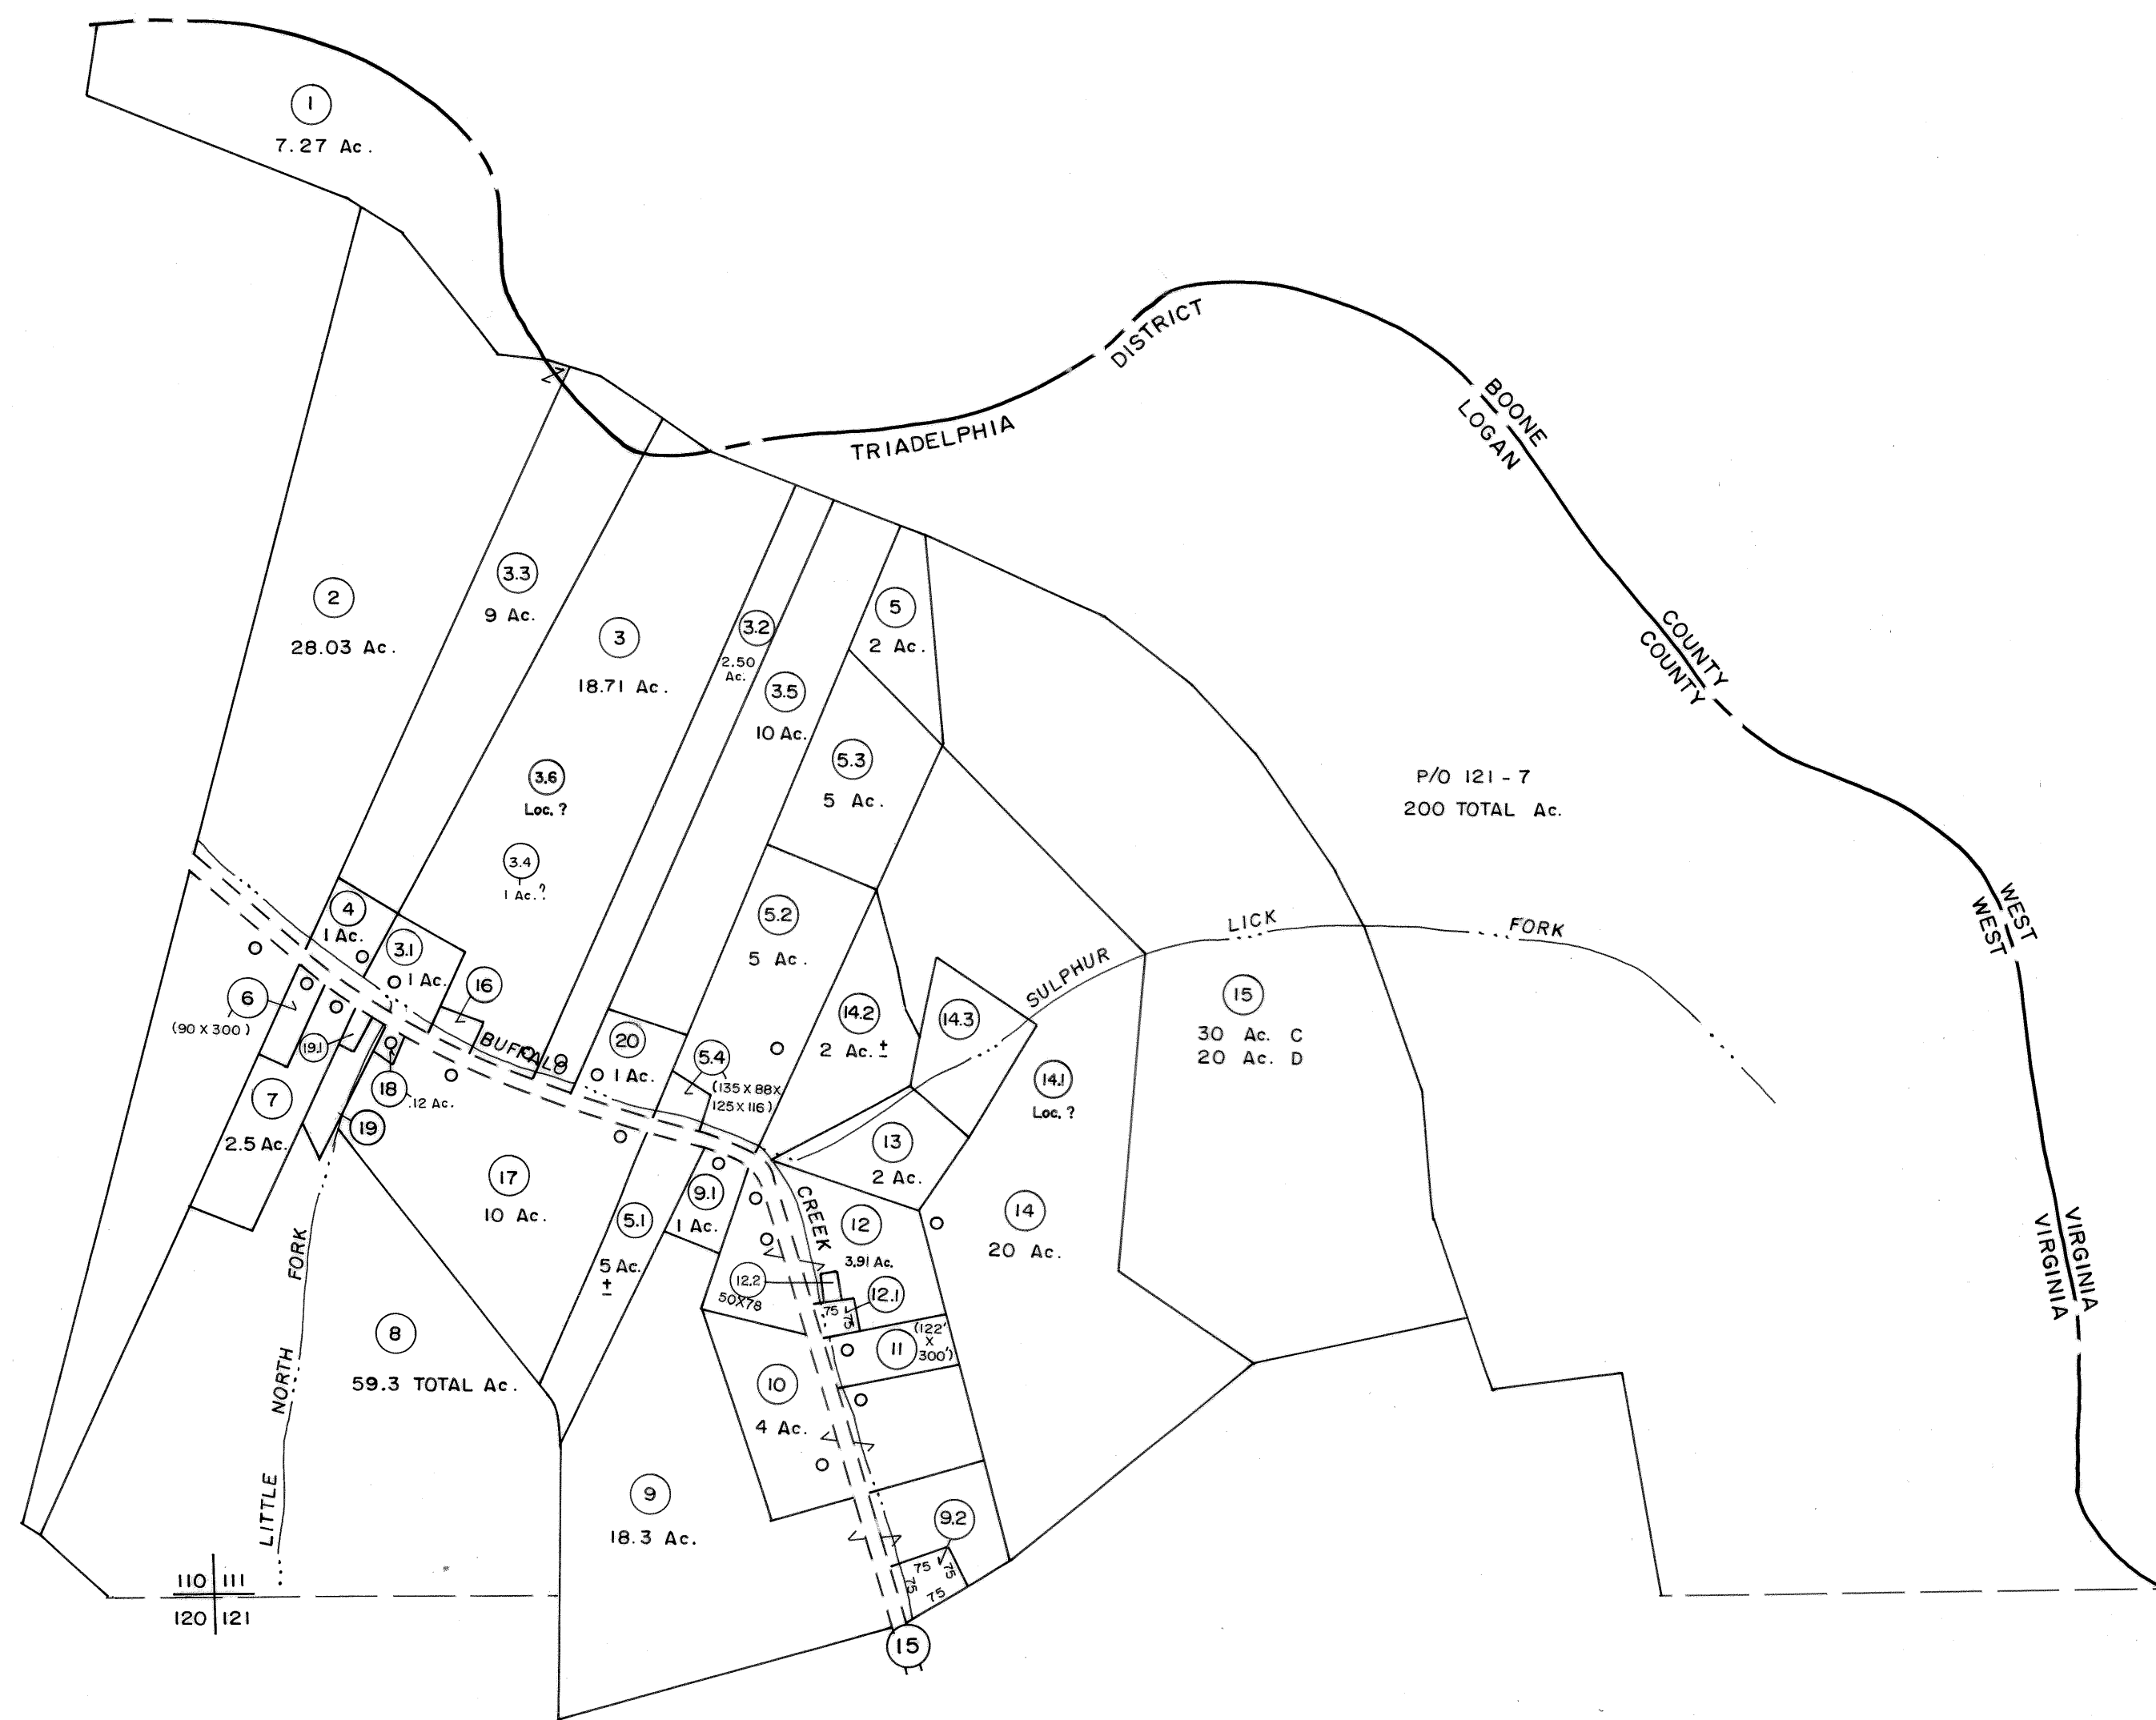 1
7.27 Ac.
TRIADELPHIA
DISTRICT
BOONE
LOGAN
COUNTY
COUNTY
WEST
WEST
VIRGINIA
VIRGINIA
2
28.03 Ac.
3.3
9 Ac.
3
18.71 Ac.
3.2
2.50
Ac.
3.5
10 Ac.
5
2 Ac.
5.3
5 Ac.
3.6
Loc. ?
3.4
1 Ac. ?
P/O 121 - 7
200 TOTAL Ac.
4
1 Ac.
3.1
1 Ac.
5.2
5 Ac.
SULPHUR
LICK
FORK
6
(90 X 300)
19.1
16
BUFFALO
20
1 Ac.
5.4
(135 X 88 X
125 X 116)
14.2
2 Ac. ±
14.3
14.1
Loc. ?
15
30 Ac. C
20 Ac. D
7
2.5 Ac.
18
.12 Ac.
19
17
10 Ac.
5.1
5 Ac.
±
9.1
1 Ac.
CREEK
13
2 Ac.
12
3.91 Ac.
14
20 Ac.
12.2
50X78
12.1
75
75
11
(122'
X
300')
8
59.3 TOTAL Ac.
LITTLE NORTH FORK
10
4 Ac.
9
18.3 Ac.
9.2
75
75
75
75
110 111
120 121
15